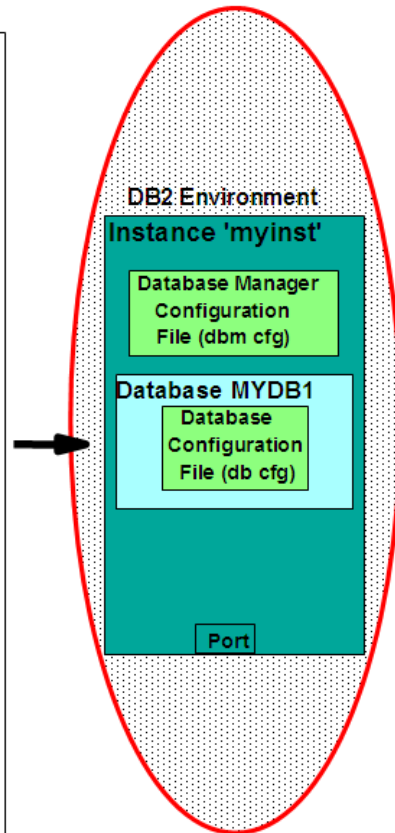 DB2 Environment
Instance 'myinst'
Database Manager
Configuration
File (dbm cfg)
Database MYDB1
Database
Configuration
File (db cfg)
Port